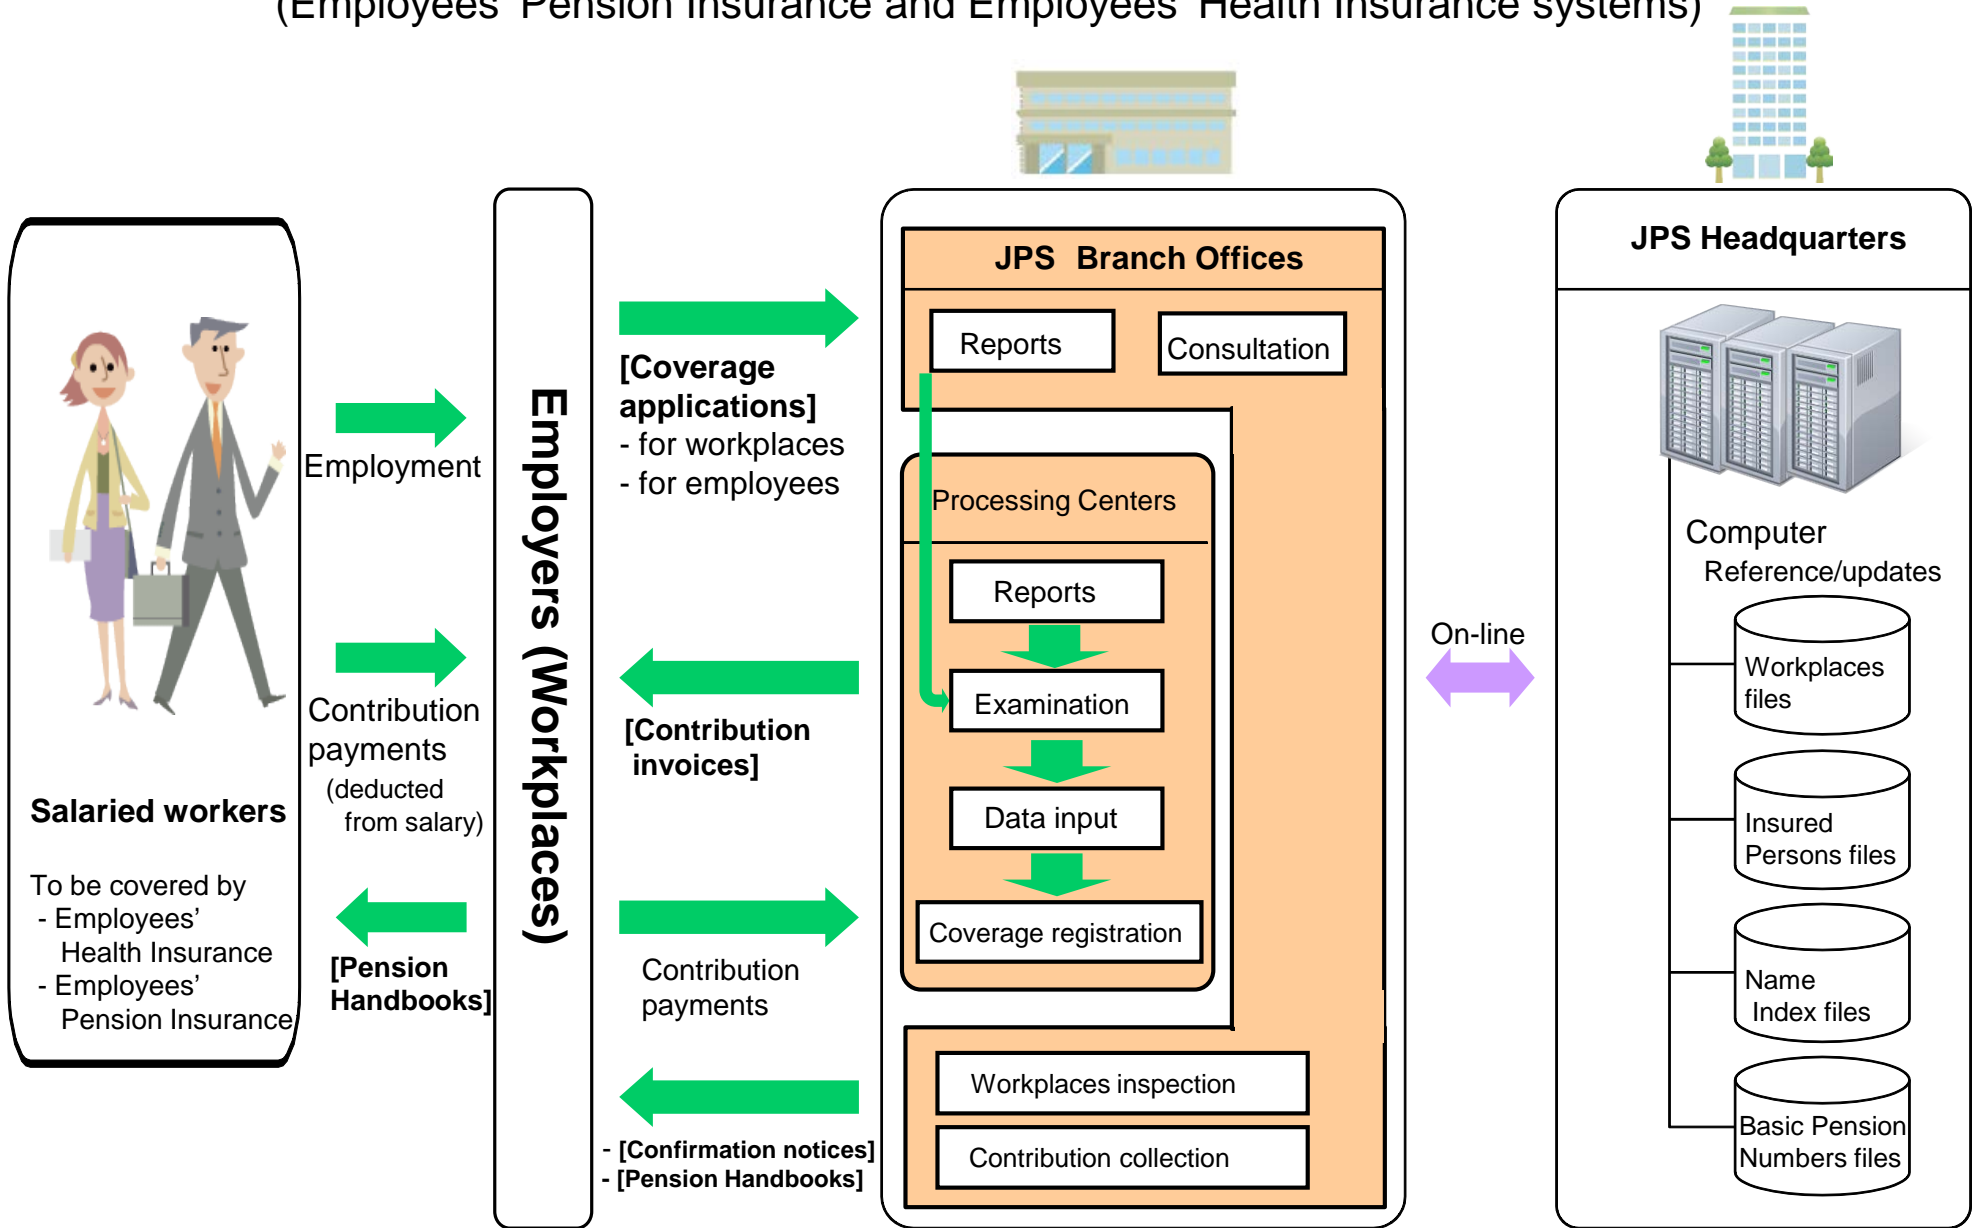 (Employees' Pension Insurance and Employees' Health Insurance systems)
Salaried workers
To be covered by
- Employees’
Health Insurance
- Employees’
Pension Insurance
Employment
Contribution
payments
(deducted
from salary)
[Pension
Handbooks]
Employers (Workplaces)
[Coverage
applications]
- for workplaces
- for employees
[Contribution
invoices]
Contribution
payments
- [Confirmation notices]
- [Pension Handbooks]
JPS Branch Offices
Reports
Consultation
Processing Centers
Reports
Examination
Data input
Coverage registration
Workplaces inspection
Contribution collection
On-line
JPS Headquarters
Computer
Reference/updates
Workplaces
files
Insured
Persons files
Name
Index files
Basic Pension
Numbers files